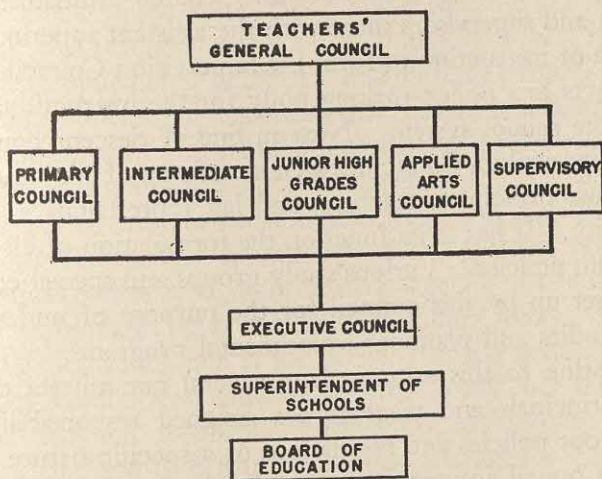 TEACHERS'
GENERAL COUNCIL
PRIMARY
COUNCIL
INTERMEDIATE
COUNCIL
JUNIOR HIGH
GRADES
COUNCIL
APPLIED
ARTS
COUNCIL
SUPERVISORY
COUNCIL
EXECUTIVE COUNCIL
SUPERINTENDENT OF
SCHOOLS
BOARD OF
EDUCATION